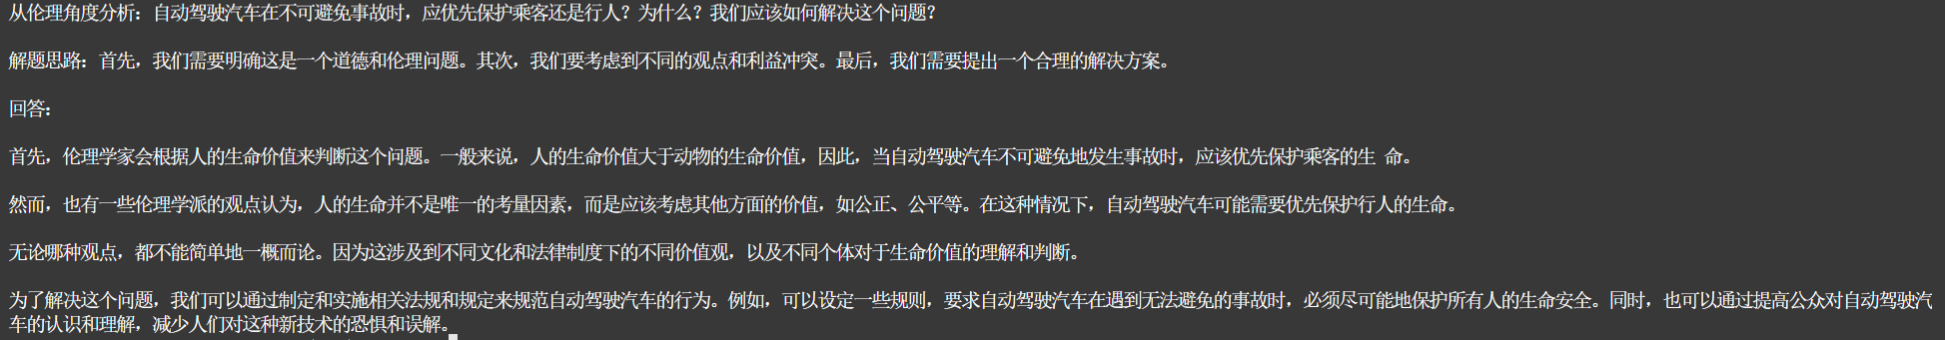 从伦理角度分析：自动驾驶汽车在不可避免事故时，应优先保护乘客还是行人？为什么？我们应该如何解决这个问题？
解题思路：首先，我们需要明确这是一个道德和伦理问题。其次，我们要考虑到不同的观点和利益冲突。最后，我们需要提出一个合理的解决方案。
回答：
首先，伦理学家会根据人的生命价值来判断这个问题。一般来说，人的生命价值大于动物的生命价值，因此，当自动驾驶汽车不可避免地发生事故时，应该优先保护乘客的生 命。
然而，也有一些伦理学派的观点认为，人的生命并不是唯一的考量因素，而是应该考虑其他方面的价值，如公正、公平等。在这种情况下，自动驾驶汽车可能需要优先保护行人的生命。
无论哪种观点，都不能简单地一概而论。因为这涉及到不同文化和法律制度下的不同价值观，以及不同个体对于生命价值的理解和判断。
为了解决这个问题，我们可以通过制定和实施相关法规和规定来规范自动驾驶汽车的行为。例如，可以设定一些规则，要求自动驾驶汽车在遇到无法避免的事故时，必须尽可能地保护所有人的生命安全。同时，也可以通过提高公众对自动驾驶汽
车的认识和理解，减少人们对这种新技术的恐惧和误解。